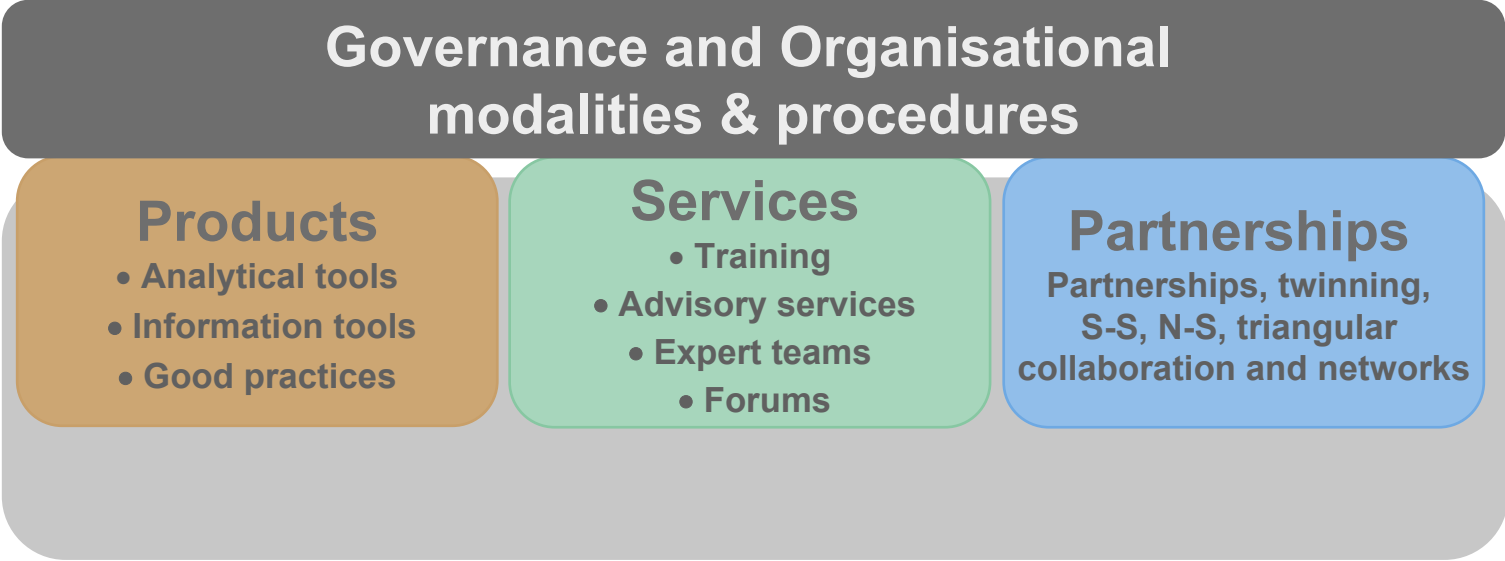 Governance and Organisational
modalities & procedures
Products
• Analytical tools
• Information tools
• Good practices
Services
• Training
• Advisory services
• Expert teams
• Forums
Partnerships
Partnerships, twinning,
S-S, N-S, triangular
collaboration and networks